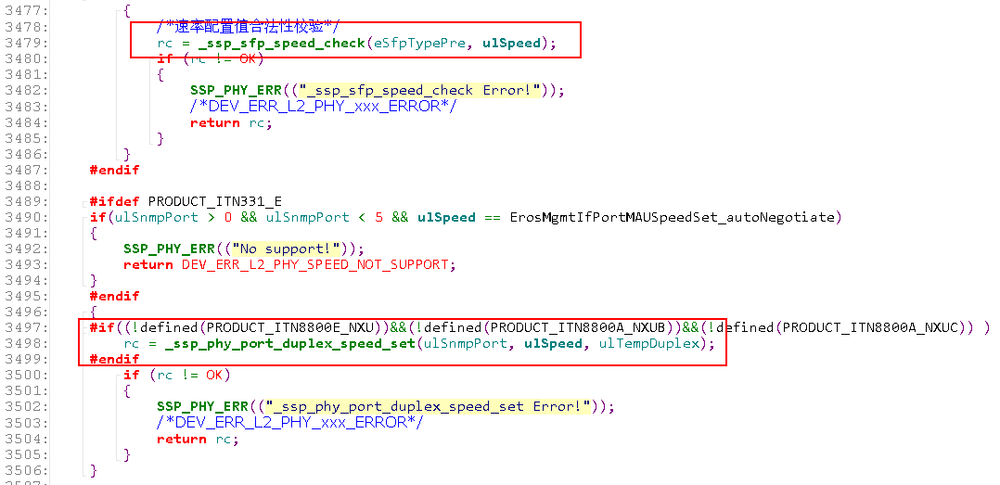 3477: {
3478: /*速率配置值合法性校验*/
3479: rc = _ssp_sfp_speed_check(eSfpTypePre, ulSpeed);
3480: if (rc != OK)
3481: {
3482: SSP_PHY_ERR(("_ssp_sfp_speed_check Error!"));
3483: /*DEV_ERR_L2_PHY_xxx_ERROR*/
3484: return rc;
3485: }
3486: }
3487: #endif
3488:
3489: #ifdef PRODUCT_ITN331_E
3490: if(ulSnmpPort > 0 && ulSnmpPort < 5 && ulSpeed == ErosMgmtIfPortMAUSpeedSet_autoNegotiate)
3491: {
3492: SSP_PHY_ERR(("No support!"));
3493: return DEV_ERR_L2_PHY_SPEED_NOT_SUPPORT;
3494: }
3495: #endif
3496: {
3497: #if((!defined(PRODUCT_ITN8800E_NXU))&&(!defined(PRODUCT_ITN8800A_NXUB))&&(!defined(PRODUCT_ITN8800A_NXUC)) )
3498: rc = _ssp_phy_port_duplex_speed_set(ulSnmpPort, ulSpeed, ulTempDuplex);
3499: #endif
3500: if (rc != OK)
3501: {
3502: SSP_PHY_ERR(("_ssp_phy_port_duplex_speed_set Error!"));
3503: /*DEV_ERR_L2_PHY_xxx_ERROR*/
3504: return rc;
3505: }
3506: }